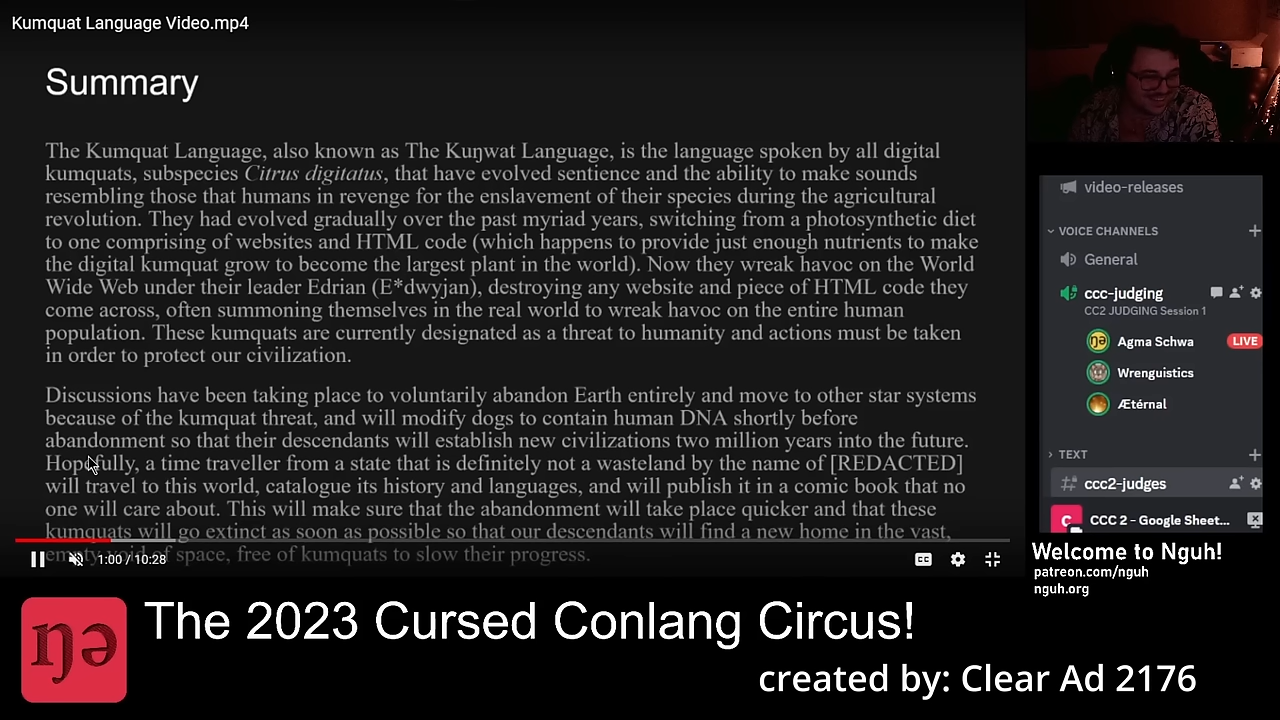 Kumquat Language Video.mp4
Summary
The Kumquat Language, also known as The Kuŋwat Language, is the language spoken by all digital
kumquats, subspecies Citrus digitatus, that have evolved sentience and the ability to make sounds
resembling those that humans in revenge for the enslavement of their species during the agricultural
revolution. They had evolved gradually over the past myriad years, switching from a photosynthetic diet
to one comprising of websites and HTML code (which happens to provide just enough nutrients to make
the digital kumquat grow to become the largest plant in the world). Now they wreak havoc on the World
Wide Web under their leader Edrian (E*dwyjan), destroying any website and piece of HTML code they
come across, often summoning themselves in the real world to wreak havoc on the entire human
population. These kumquats are currently designated as a threat to humanity and actions must be taken
in order to protect our civilization.
Discussions have been taking place to voluntarily abandon Earth entirely and move to other star systems
because of the kumquat threat, and will modify dogs to contain human DNA shortly before
abandonment so that their descendants will establish new civilizations two million years into the future.
Hopefully, a time traveller from a state that is definitely not a wasteland by the name of [REDACTED]
will travel to this world, catalogue its history and languages, and will publish it in a comic book that no
one will care about. This will make sure that the abandonment will take place quicker and that these
kumquats will go extinct as soon as possible so that our descendants will find a new home in the vast,
empty void of space, free of kumquats to slow their progress.
1:00 / 10:28
CC
video-releases
VOICE CHANNELS
General
ccc-judging
CC2 JUDGING Session 1
Agma Schwa LIVE
Wrenguistics
Ætérnal
TEXT
ccc2-judges
CCC 2 - Google Sheet...
Welcome to Nguh!
patreon.com/nguh
nguh.org
ŋə
The 2023 Cursed Conlang Circus!
created by: Clear Ad 2176